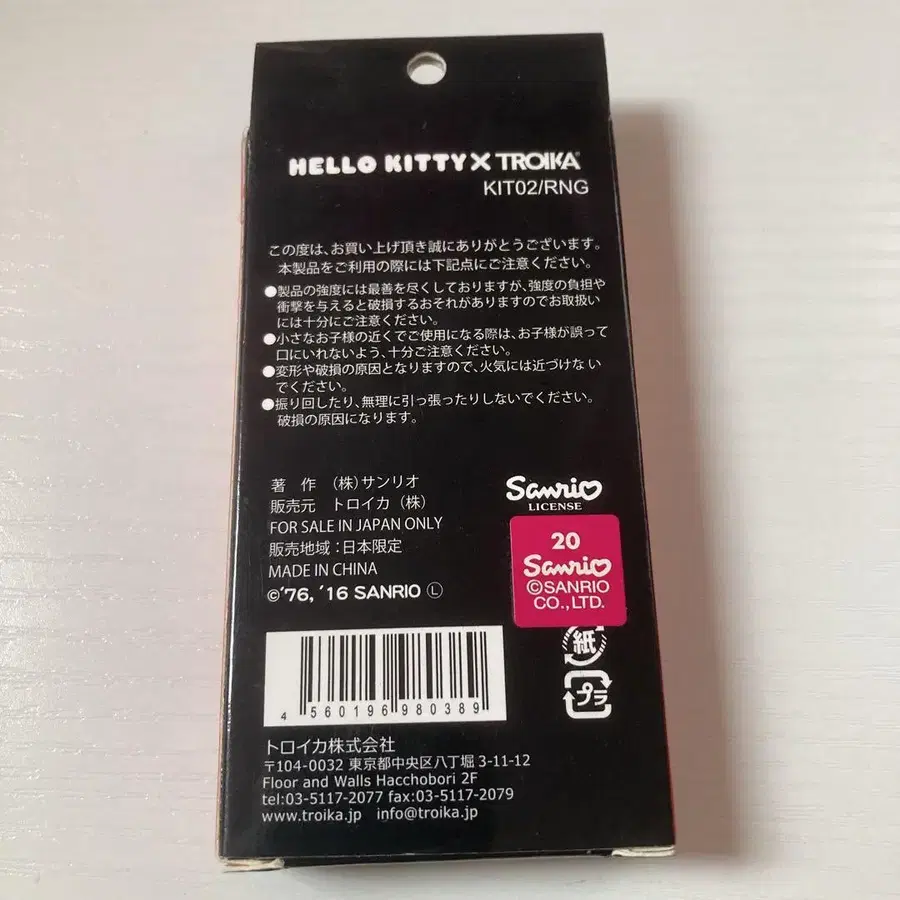 HELLO KITTY X TROIKA®
KIT02/RNG
この度は、お買い上げ頂き誠にありがとうございます。
本製品をご利用の際には下記点にご注意ください。
●製品の強度には最善を尽くしておりますが、強度の負担や
衝撃を与えると破損するおそれがありますのでお取扱い
には十分にご注意ください。
●小さなお子様の近くでご使用になる際は、お子様が誤って
口にいれないよう、十分ご注意ください。
●変形や破損の原因となりますので、火気には近づけない
でください。
●振り回したり、無理に引っ張ったりしないでください。
破損の原因になります。
著 作 （株）サンリオ
販売元 トロイカ（株）
FOR SALE IN JAPAN ONLY
販売地域：日本限定
MADE IN CHINA
©'76, '16 SANRIO Ⓛ
Sanrio
LICENSE
20
Sanrio
©SANRIO
CO.,LTD.
紙
プラ
4 560196 980389
トロイカ株式会社
〒104-0032 東京都中央区八丁堀 3-11-12
Floor and Walls Hacchobori 2F
tel:03-5117-2077 fax:03-5117-2079
www.troika.jp info@troika.jp